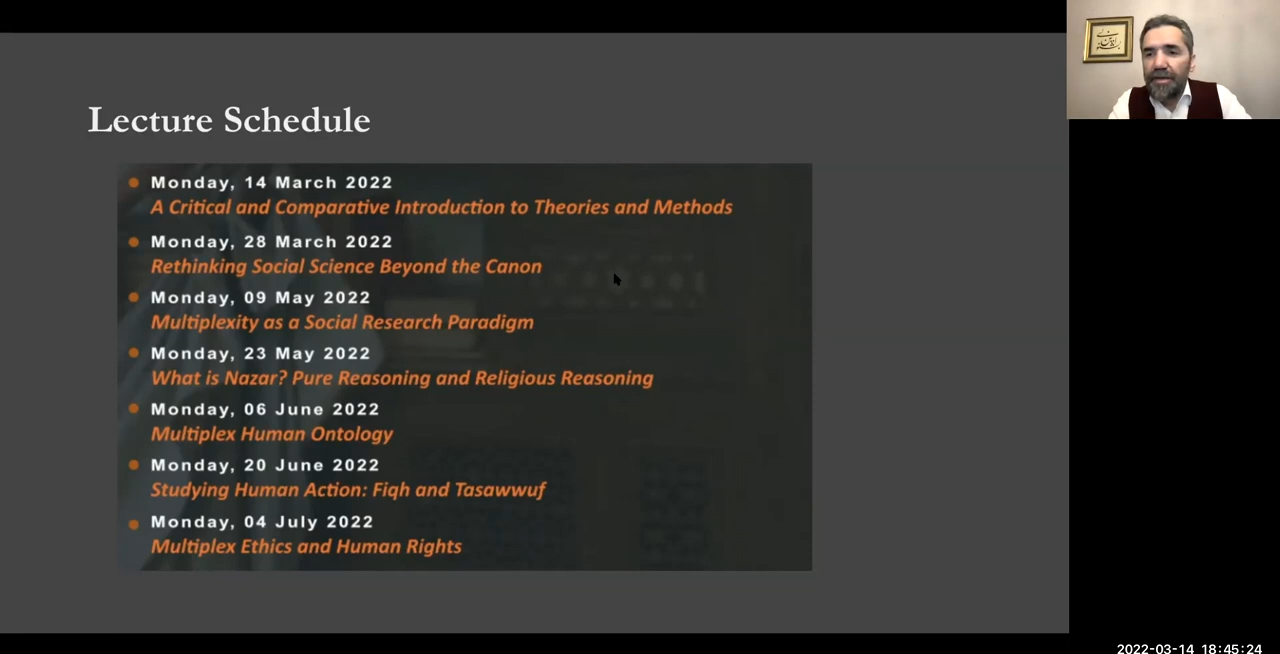 Lecture Schedule
Monday, 14 March 2022
A Critical and Comparative Introduction to Theories and Methods
Monday, 28 March 2022
Rethinking Social Science Beyond the Canon
Monday, 09 May 2022
Multiplexity as a Social Research Paradigm
Monday, 23 May 2022
What is Nazar? Pure Reasoning and Religious Reasoning
Monday, 06 June 2022
Multiplex Human Ontology
Monday, 20 June 2022
Studying Human Action: Fiqh and Tasawwuf
Monday, 04 July 2022
Multiplex Ethics and Human Rights
2022-03-14 18:45:24